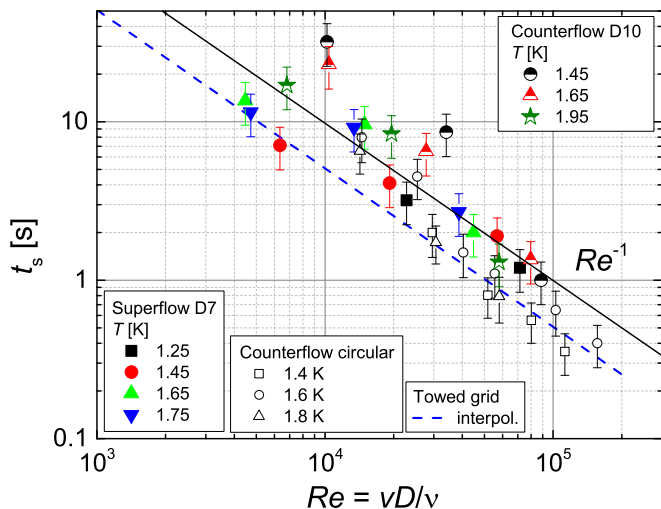 Counterflow D10
T [K]
1.45
1.65
1.95
10
1
0.1
t_s [s]
Re^-1
Superflow D7
T [K]
1.25
1.45
1.65
1.75
Counterflow circular
1.4 K
1.6 K
1.8 K
Towed grid
interpol.
10^3
10^4
10^5
Re = vD/ν